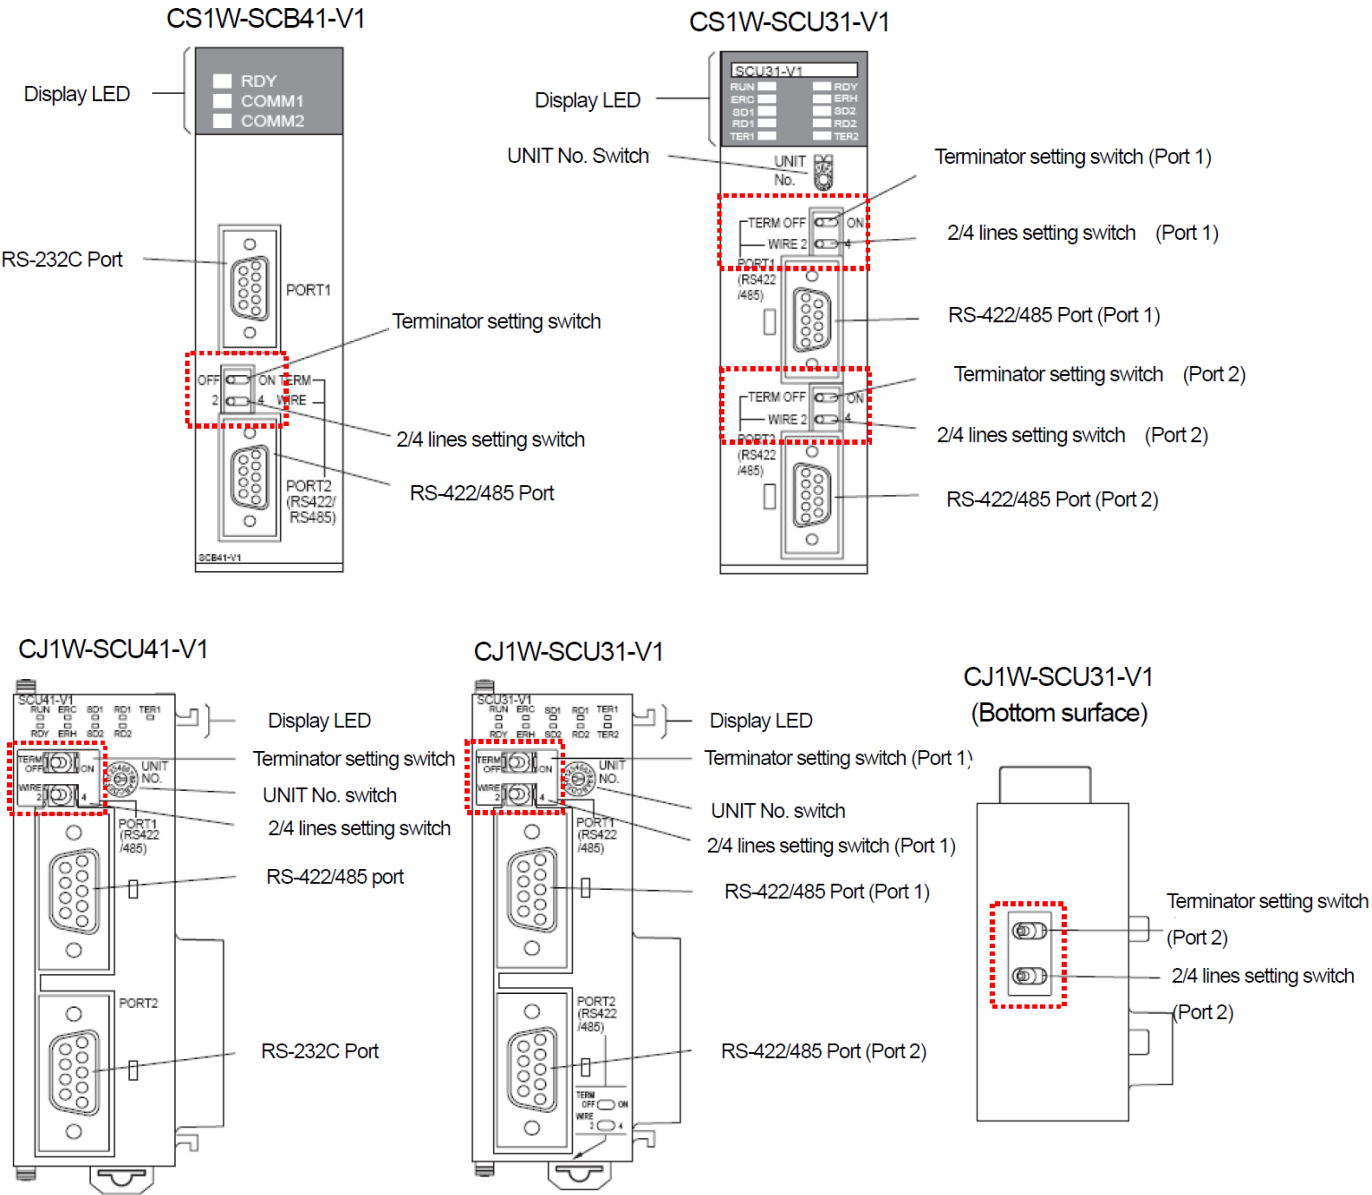 CS1W-SCB41-V1
Display LED
RDY
COMM1
COMM2
RS-232C Port
PORT1
Terminator setting switch
OFF ON TERM
2 4 WIRE
2/4 lines setting switch
RS-422/485 Port
PORT2
(RS422/
RS485)
SCB41-V1
CS1W-SCU31-V1
Display LED
SCU31-V1
RUN RDY
ERC ERH
SD1 SD2
RD1 RD2
TER1 TER2
UNIT No. Switch
UNIT
No.
Terminator setting switch (Port 1)
TERM OFF ON
WIRE 2 4
2/4 lines setting switch (Port 1)
PORT1
(RS422
/485)
RS-422/485 Port (Port 1)
Terminator setting switch (Port 2)
TERM OFF ON
WIRE 2 4
2/4 lines setting switch (Port 2)
PORT2
(RS422
/485)
RS-422/485 Port (Port 2)
CJ1W-SCU41-V1
SCU41-V1
RUN ERC SD1 RD1 TER1
RDY ERH SD2 RD2
Display LED
TERM
OFF ON
Terminator setting switch
UNIT
NO.
UNIT No. switch
WIRE
2 4
2/4 lines setting switch
PORT1
(RS422
/485)
RS-422/485 port
PORT2
RS-232C Port
CJ1W-SCU31-V1
SCU31-V1
RUN ERC SD1 RD1 TER1
RDY ERH SD2 RD2 TER2
Display LED
TERM
OFF ON
Terminator setting switch (Port 1)
UNIT
NO.
UNIT No. switch
WIRE
2 4
2/4 lines setting switch (Port 1)
PORT1
(RS422
/485)
RS-422/485 Port (Port 1)
PORT2
(RS422
/485)
RS-422/485 Port (Port 2)
TERM
OFF ON
WIRE
2 4
CJ1W-SCU31-V1
(Bottom surface)
Terminator setting switch
(Port 2)
2/4 lines setting switch
(Port 2)